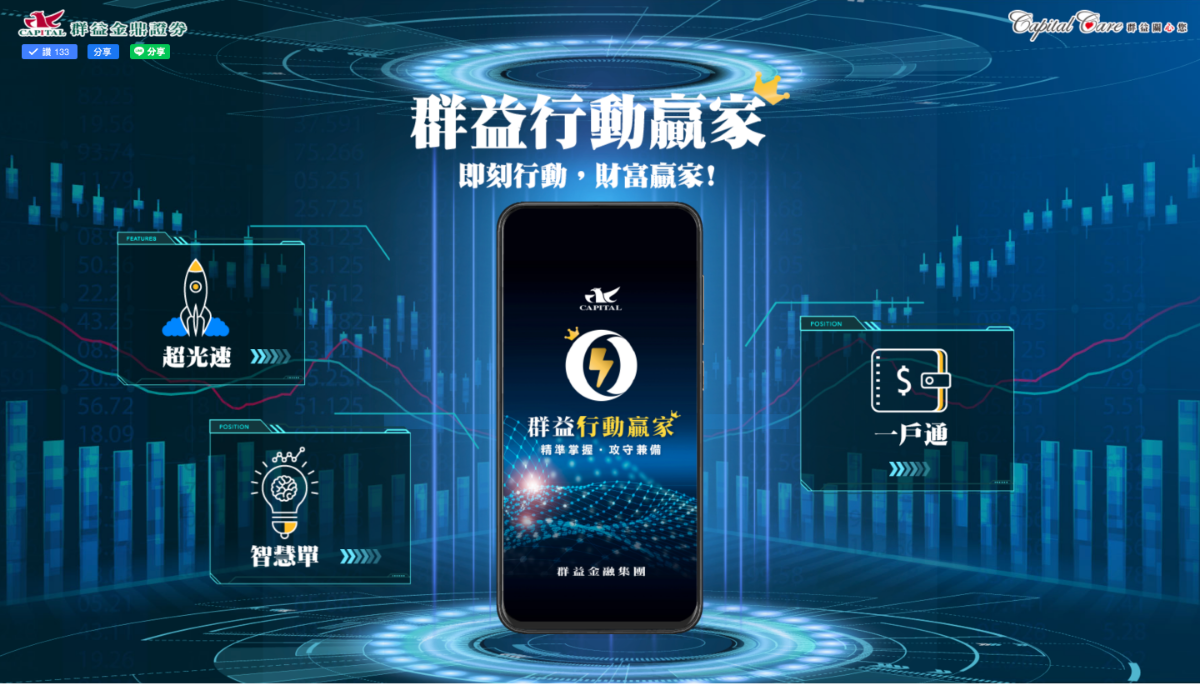 CAPITAL 群益金鼎證券
讚 133 分享 分享
Capital Care 群益關心您
群益行動贏家
即刻行動，財富贏家!
FEATURES
超光速
POSITION
智慧單
CAPITAL
群益行動贏家
精準掌握・攻守兼備
群益金融集團
POSITION
一戶通